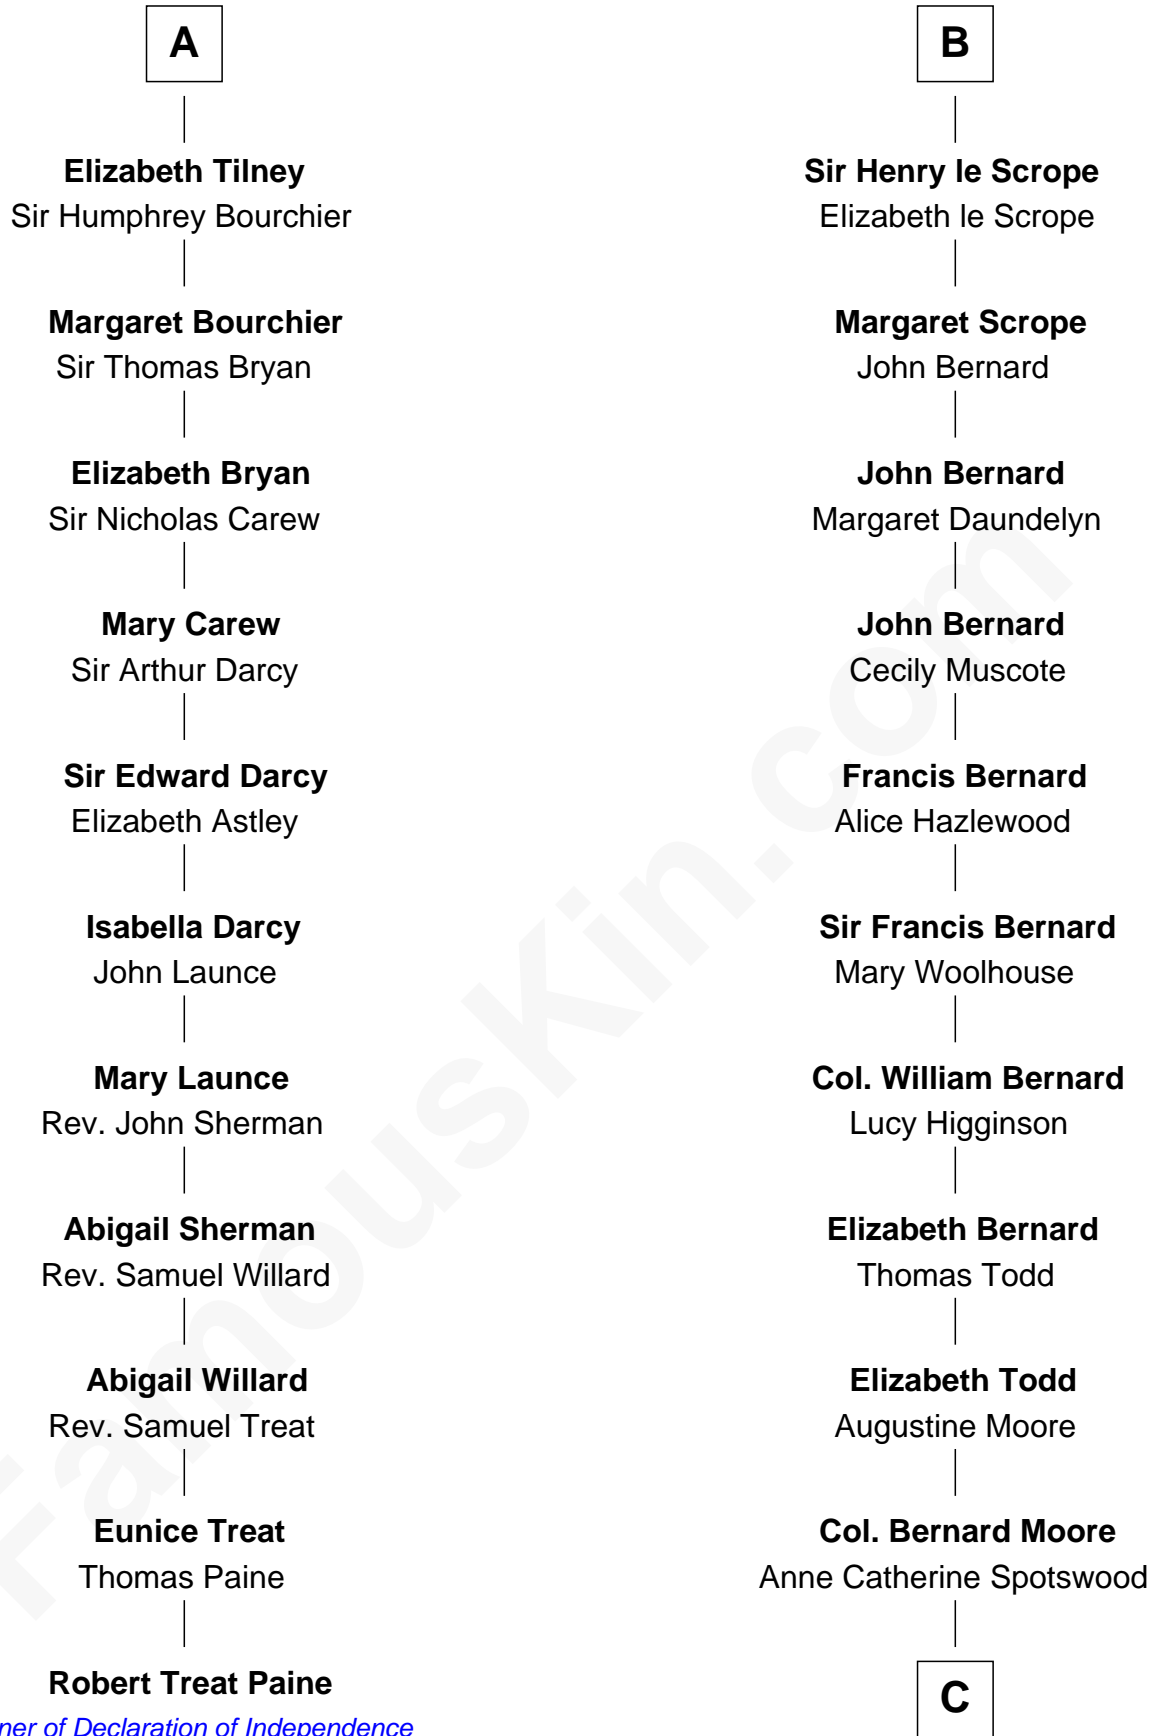 A
Elizabeth Tilney
Sir Humphrey Bourchier
Margaret Bourchier
Sir Thomas Bryan
Elizabeth Bryan
Sir Nicholas Carew
Mary Carew
Sir Arthur Darcy
Sir Edward Darcy
Elizabeth Astley
Isabella Darcy
John Launce
Mary Launce
Rev. John Sherman
Abigail Sherman
Rev. Samuel Willard
Abigail Willard
Rev. Samuel Treat
Eunice Treat
Thomas Paine
Robert Treat Paine
ner of Declaration of Independence
B
Sir Henry le Scrope
Elizabeth le Scrope
Margaret Scrope
John Bernard
John Bernard
Margaret Daundelyn
John Bernard
Cecily Muscote
Francis Bernard
Alice Hazlewood
Sir Francis Bernard
Mary Woolhouse
Col. William Bernard
Lucy Higginson
Elizabeth Bernard
Thomas Todd
Elizabeth Todd
Augustine Moore
Col. Bernard Moore
Anne Catherine Spotswood
C
FamousKin.com